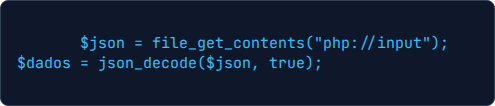 $json = file_get_contents("php://input");
$dados = json_decode($json, true);